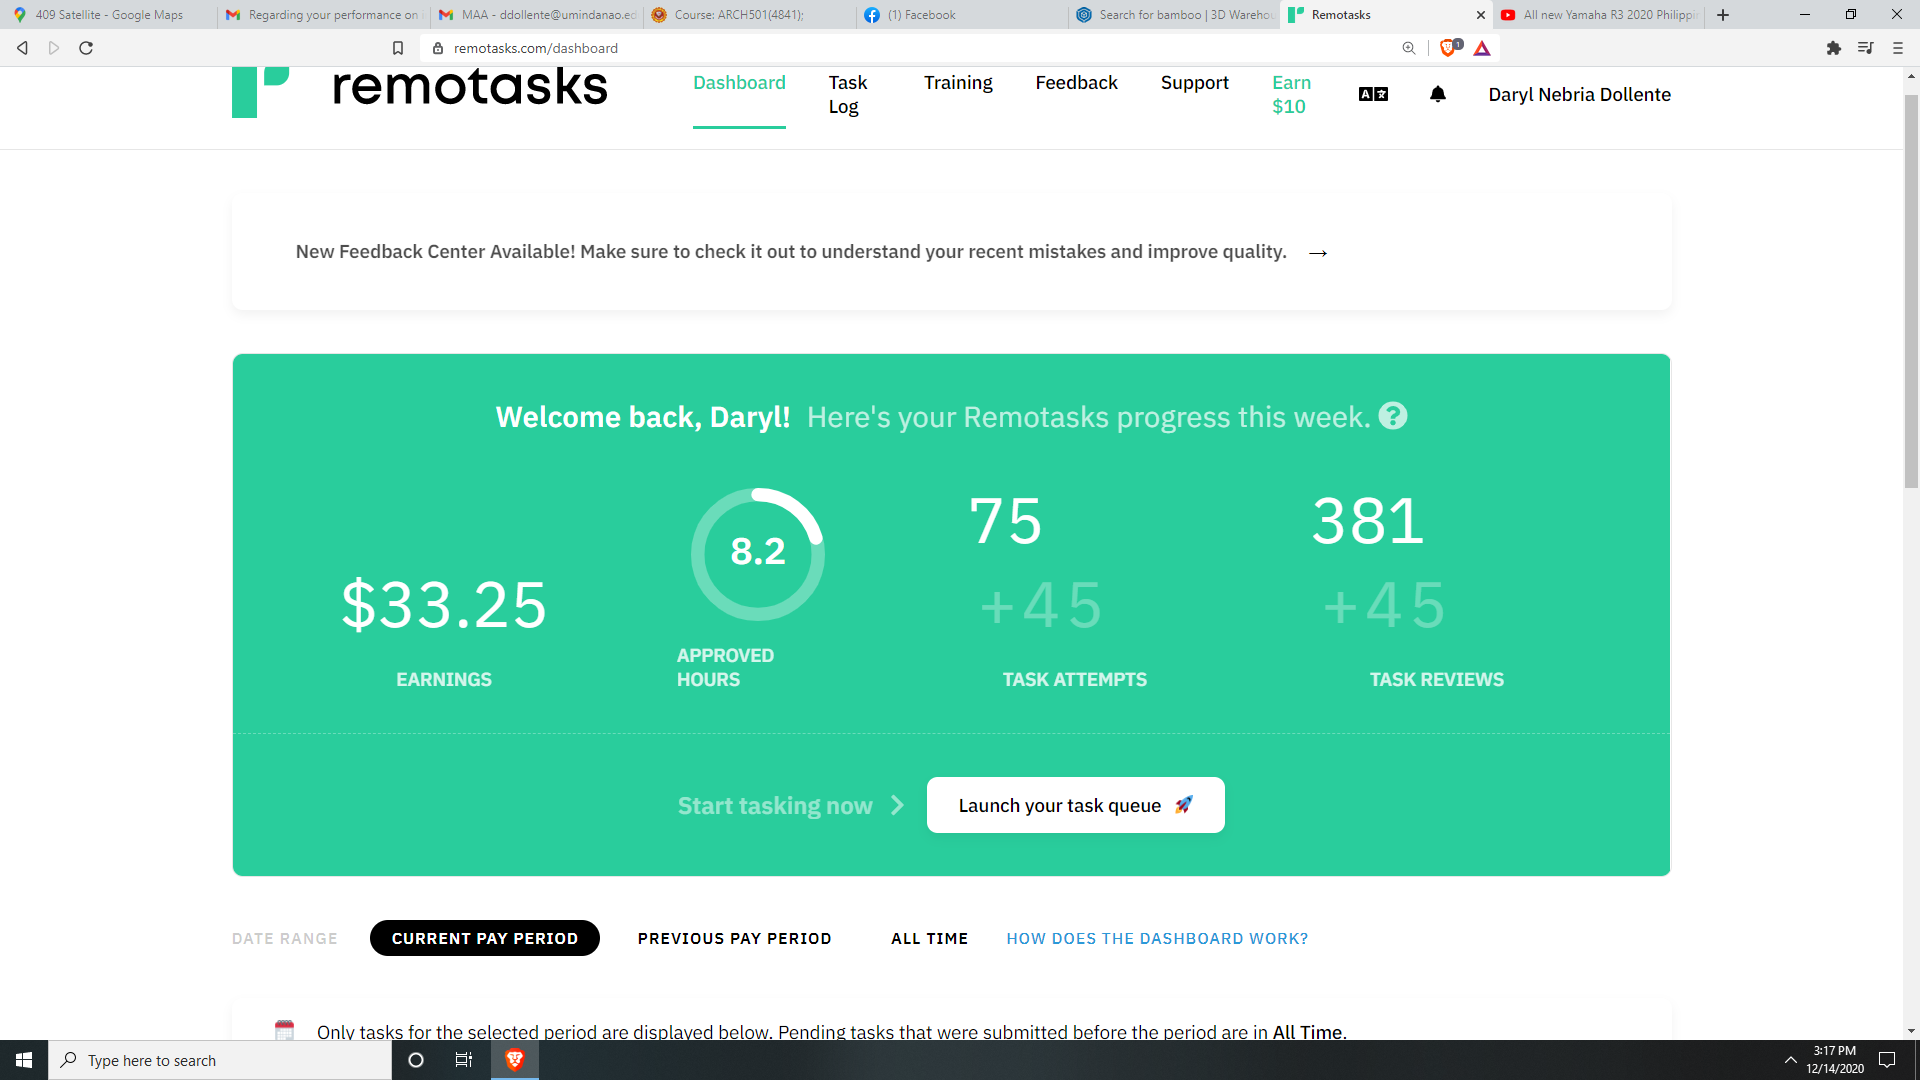 409 Satellite - Google Maps
Regarding your performance on
MAA - ddollente@umindanao.ed
Course: ARCH501(4841);
(1) Facebook
Search for bamboo | 3D Warehou
Remotasks
All new Yamaha R3 2020 Philippin
remotasks.com/dashboard
1
remotasks
Dashboard
Task
Log
Training
Feedback
Support
Earn
$10
Daryl Nebria Dollente
New Feedback Center Available! Make sure to check it out to understand your recent mistakes and improve quality. →
Welcome back, Daryl! Here's your Remotasks progress this week. ?
$33.25
EARNINGS
8.2
APPROVED
HOURS
75
+45
TASK ATTEMPTS
381
+45
TASK REVIEWS
Start tasking now
Launch your task queue 🚀
DATE RANGE
CURRENT PAY PERIOD
PREVIOUS PAY PERIOD
ALL TIME
HOW DOES THE DASHBOARD WORK?
Only tasks for the selected period are displayed below. Pending tasks that were submitted before the period are in All Time.
Type here to search
3:17 PM
12/14/2020